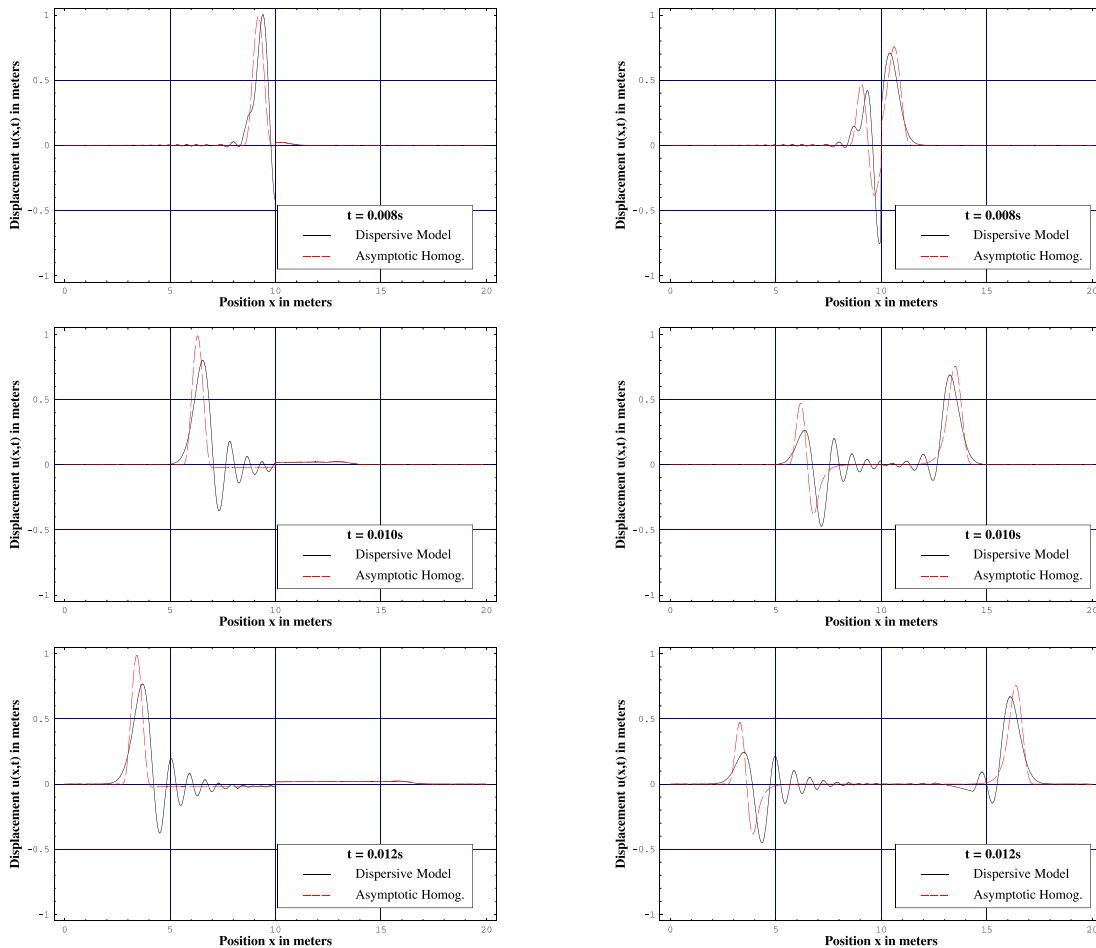 Displacement u(x,t) in meters
1
0.5
0
-0.5
-1
t = 0.008s
Dispersive Model
Asymptotic Homog.
0 5 10 15 20
Position x in meters
Displacement u(x,t) in meters
1
0.5
0
-0.5
-1
t = 0.008s
Dispersive Model
Asymptotic Homog.
0 5 10 15 20
Position x in meters
Displacement u(x,t) in meters
1
0.5
0
-0.5
-1
t = 0.010s
Dispersive Model
Asymptotic Homog.
0 5 10 15 20
Position x in meters
Displacement u(x,t) in meters
1
0.5
0
-0.5
-1
t = 0.010s
Dispersive Model
Asymptotic Homog.
0 5 10 15 20
Position x in meters
Displacement u(x,t) in meters
1
0.5
0
-0.5
-1
t = 0.012s
Dispersive Model
Asymptotic Homog.
0 5 10 15 20
Position x in meters
Displacement u(x,t) in meters
1
0.5
0
-0.5
-1
t = 0.012s
Dispersive Model
Asymptotic Homog.
0 5 10 15 20
Position x in meters